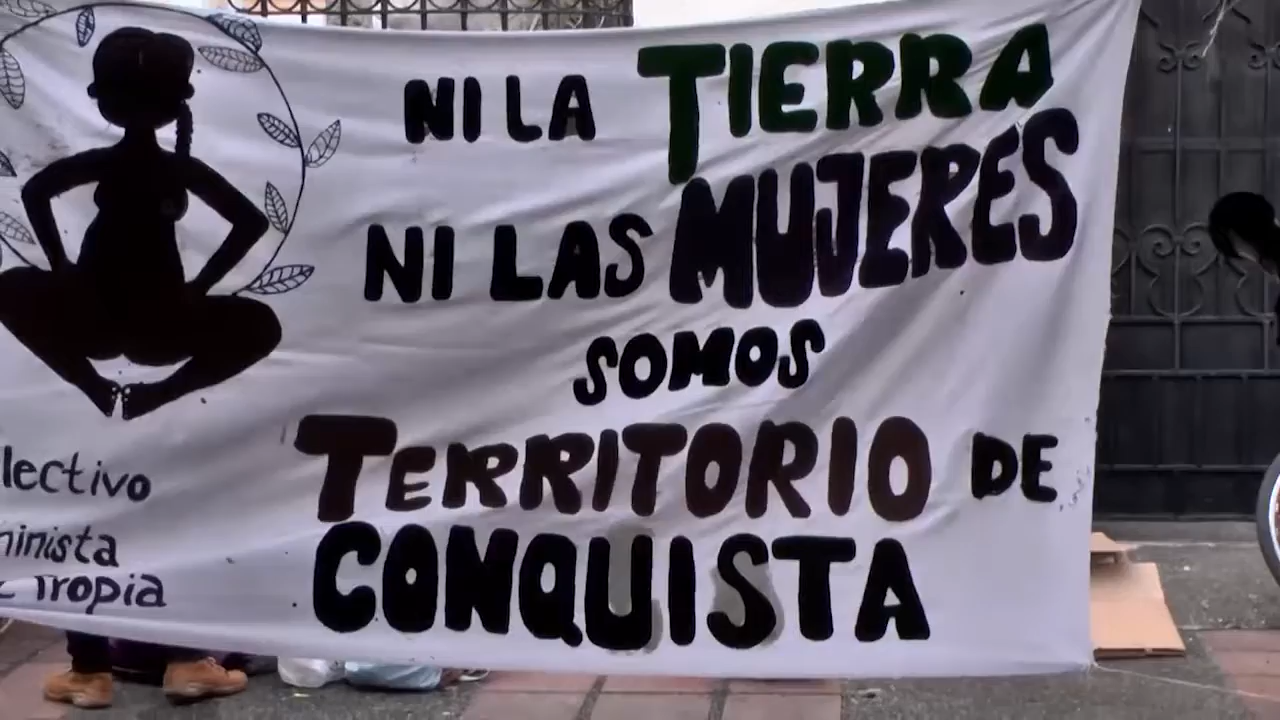 NI LA TIERRA
NI LAS MUJERES
SOMOS
TERRITORIO DE
CONQUISTA
lectivo
minista
Tropia